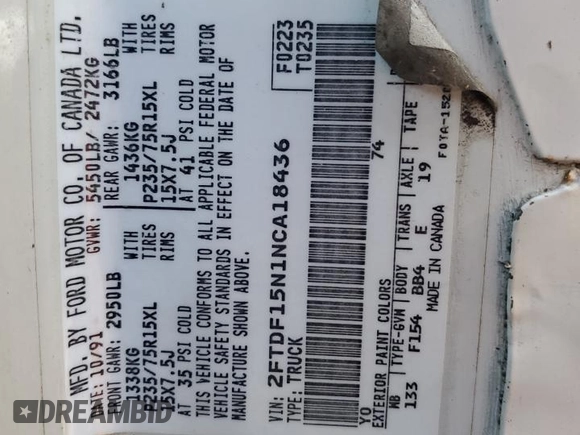 MFD. BY FORD MOTOR CO. OF CANADA LTD.
DATE: 10/91 GVWR: 5450LB/ 2472KG
FRONT GAWR: 2950LB REAR GAWR: 3166LB
1338KG WITH 1436KG WITH
P235/75R15XL TIRES P235/75R15XL TIRES
15X7.5J RIMS 15X7.5J RIMS
AT 35 PSI COLD AT 41 PSI COLD
THIS VEHICLE CONFORMS TO ALL APPLICABLE FEDERAL MOTOR
VEHICLE SAFETY STANDARDS IN EFFECT ON THE DATE OF
MANUFACTURE SHOWN ABOVE.
F0223
T0235
VIN: 2FTDF15N1NCA18436
TYPE: TRUCK
YO 74
EXTERIOR PAINT COLORS
WB TYPE-GVW BODY TRANS AXLE TAPE
133 F154 BB4 E 19
MADE IN CANADA
FOTA-1520
DREAMBID